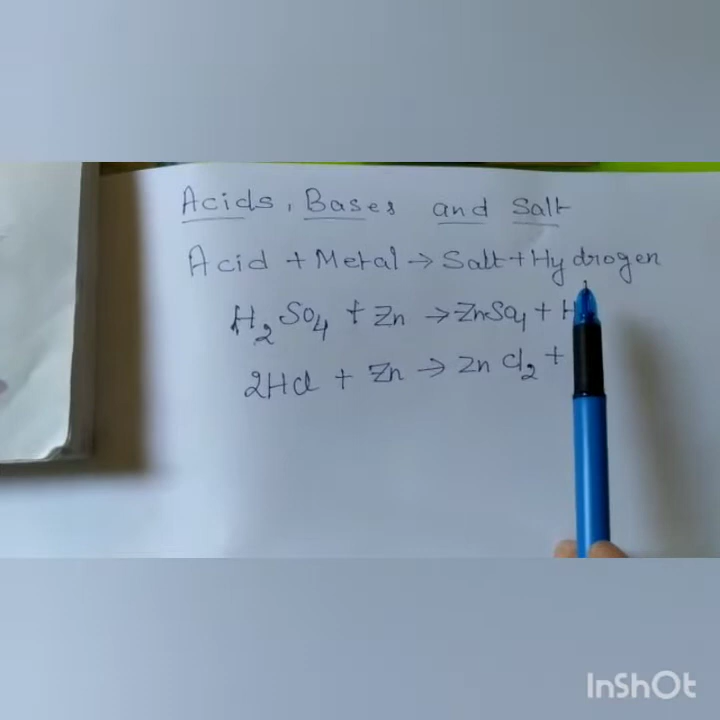 Acids, Bases and Salt
Acid + Metal → Salt + Hydrogen
H₂SO₄ + Zn → ZnSO₄ + H
2HCl + Zn → ZnCl₂ +
InShOt